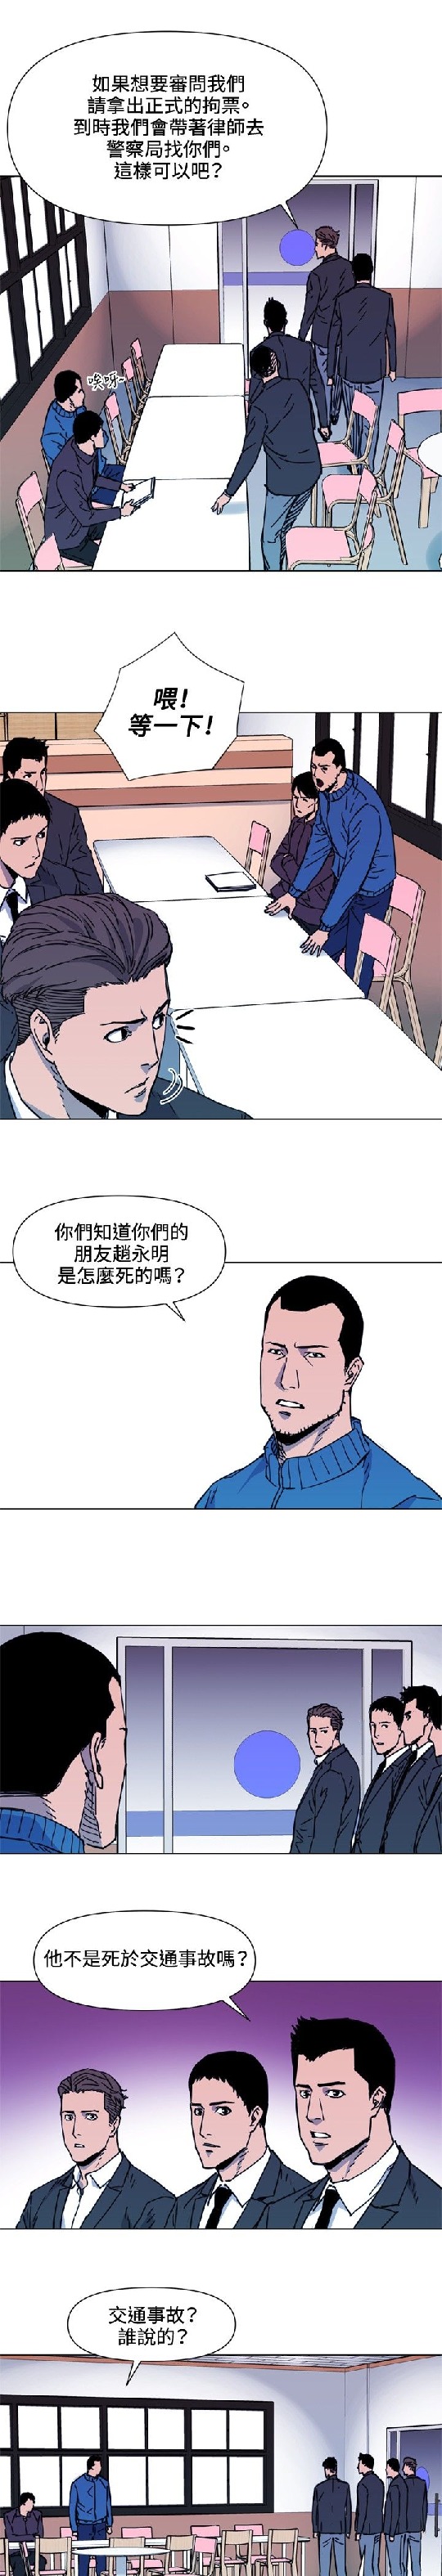 如果想要審問我們
請拿出正式的拘票。
到時我們會帶著律師去
警察局找你們。
這樣可以吧？
唉呀~
喂！
等一下！
你們知道你們的
朋友趙永明
是怎麼死的嗎？
他不是死於交通事故嗎？
交通事故？
誰說的？